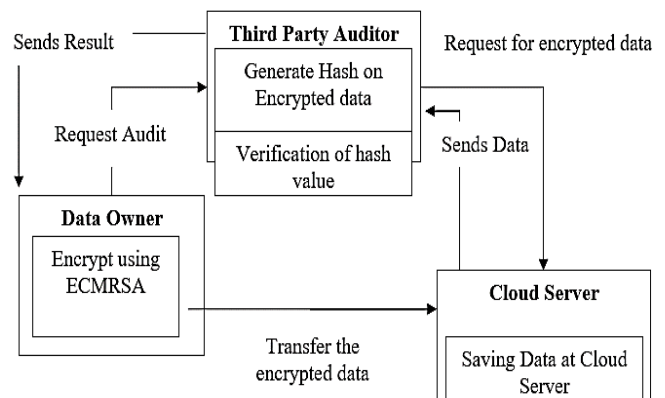 Sends Result
Third Party Auditor
Request for encrypted data
Generate Hash on
Encrypted data
Request Audit
Sends Data
Verification of hash
value
Data Owner
Encrypt using
ECMRSA
Cloud Server
Transfer the
encrypted data
Saving Data at Cloud
Server